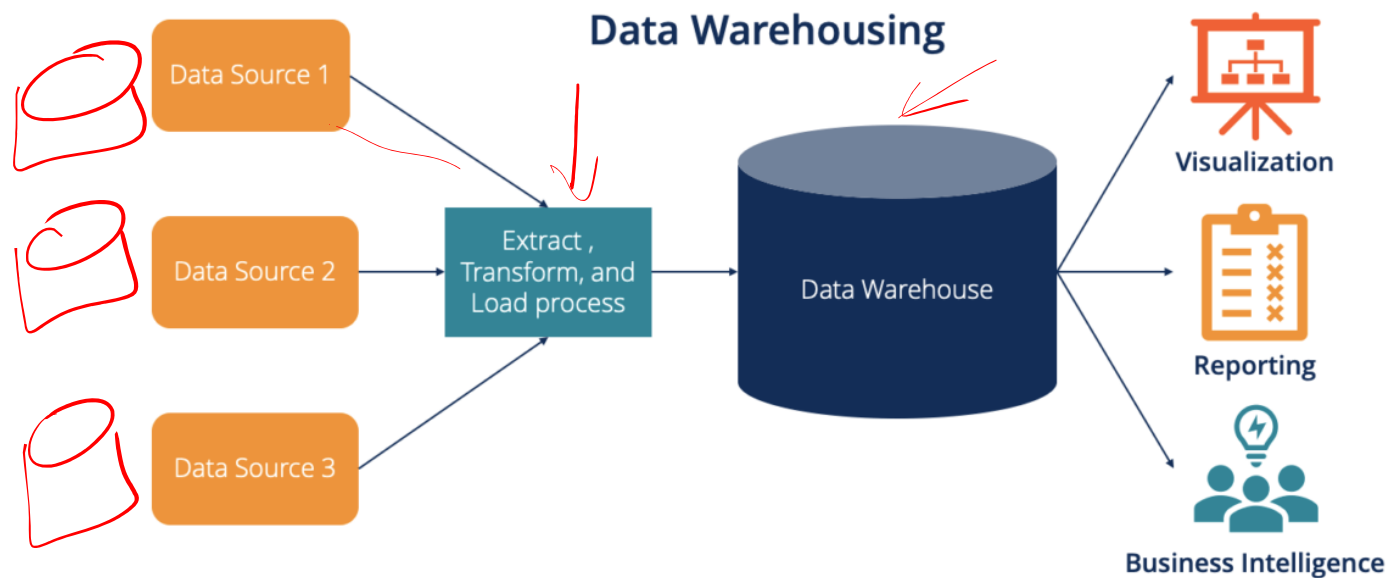 Data Warehousing
Data Source 1
Data Source 2
Data Source 3
Extract ,
Transform, and
Load process
Data Warehouse
Visualization
Reporting
Business Intelligence